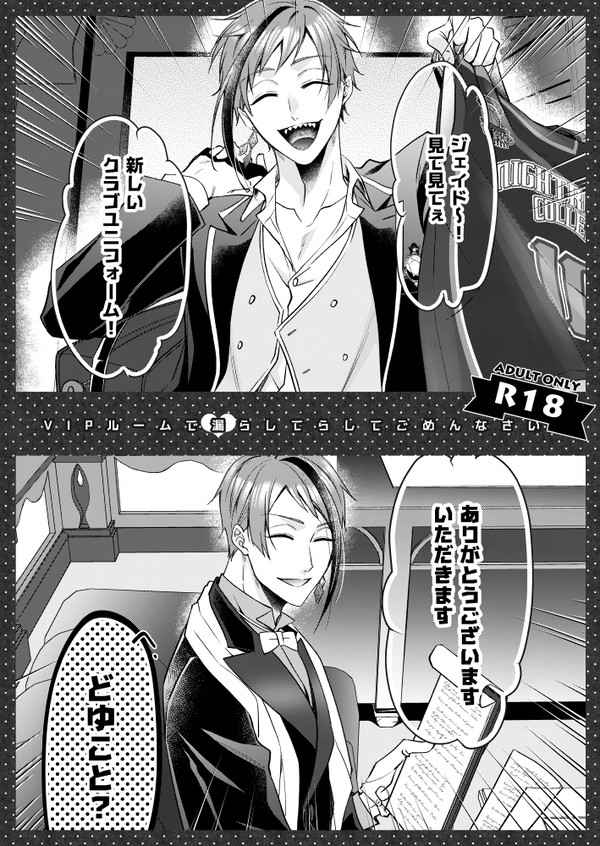 ジェイド〜！
見て見てぇ
新しい
クラブユニフォーム！
NIGHT
COLLE
ADULT ONLY
R18
VIPルームで漏らしてらしてごめんなさい
ありがとうございます
いただきます
へ、
どゆこと？